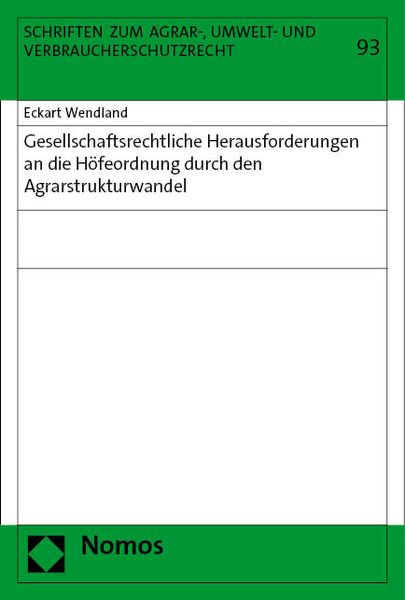 SCHRIFTEN ZUM AGRAR-, UMWELT- UND
VERBRAUCHERSCHUTZRECHT
93
Eckart Wendland
Gesellschaftsrechtliche Herausforderungen
an die Höfeordnung durch den
Agrarstrukturwandel
Nomos